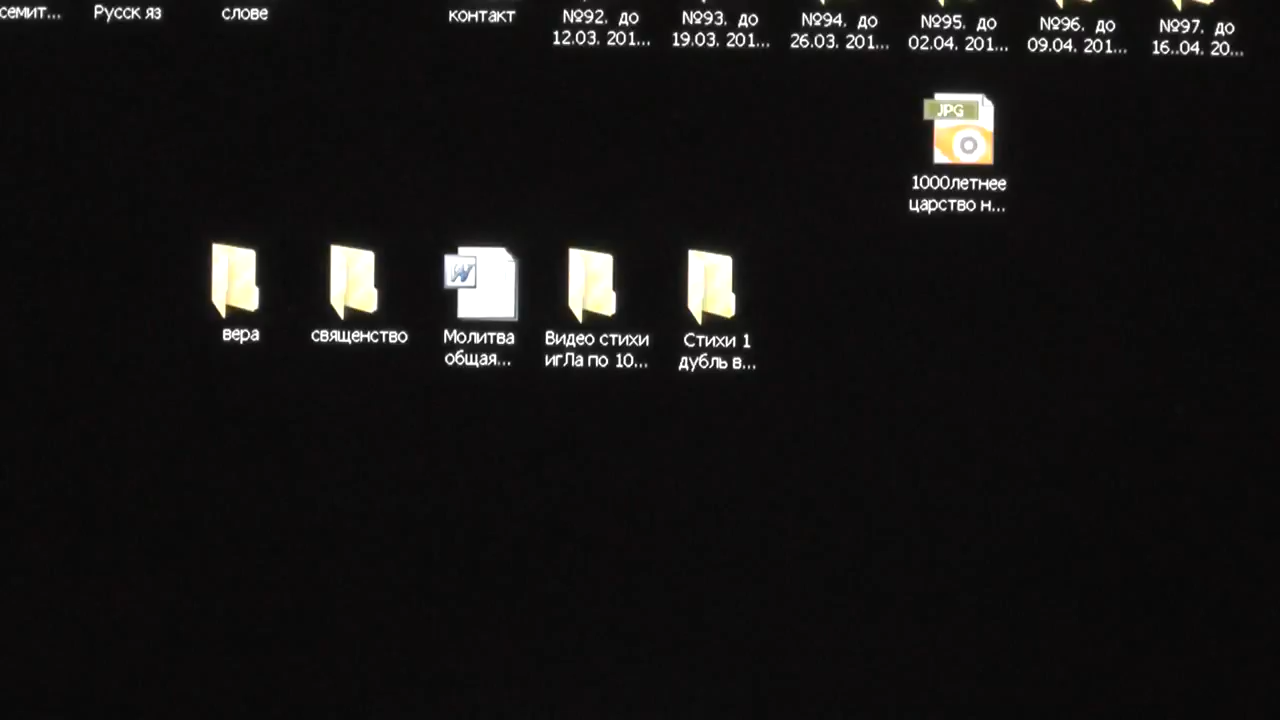 семит...
Русск яз
слове
контакт
№92. до
12.03. 201...
№93. до
19.03. 201...
№94. до
26.03. 201...
№95. до
02.04. 201...
№96. до
09.04. 201...
№97. до
16..04. 20...
JPG
1000летнее
царство н...
вера
священство
W
Молитва
общая...
Видео стихи
игЛа по 10...
Стихи 1
дубль в...